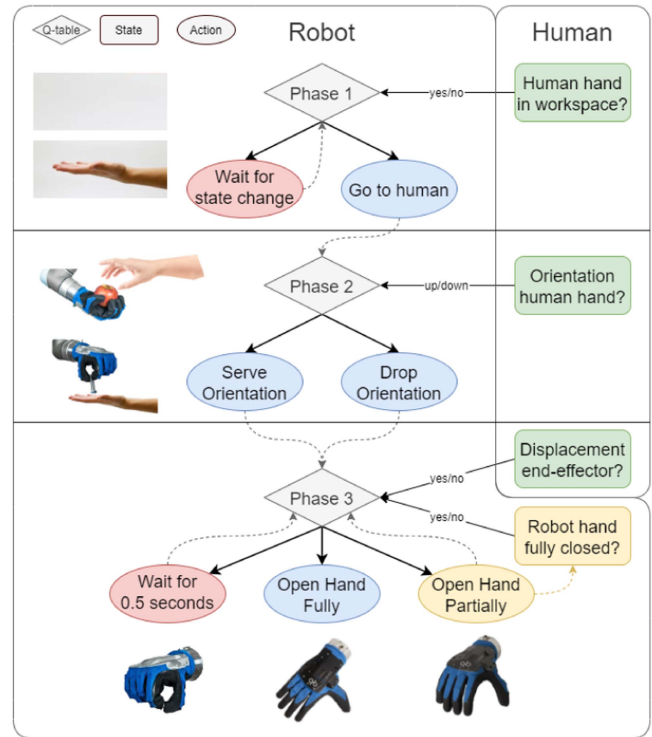 Q-table
State
Action
Robot
Human
Phase 1
yes/no
Human hand
in workspace?
Wait for
state change
Go to human
Phase 2
up/down
Orientation
human hand?
Serve
Orientation
Drop
Orientation
Displacement
end-effector?
yes/no
Phase 3
yes/no
Robot hand
fully closed?
Wait for
0.5 seconds
Open Hand
Fully
Open Hand
Partially